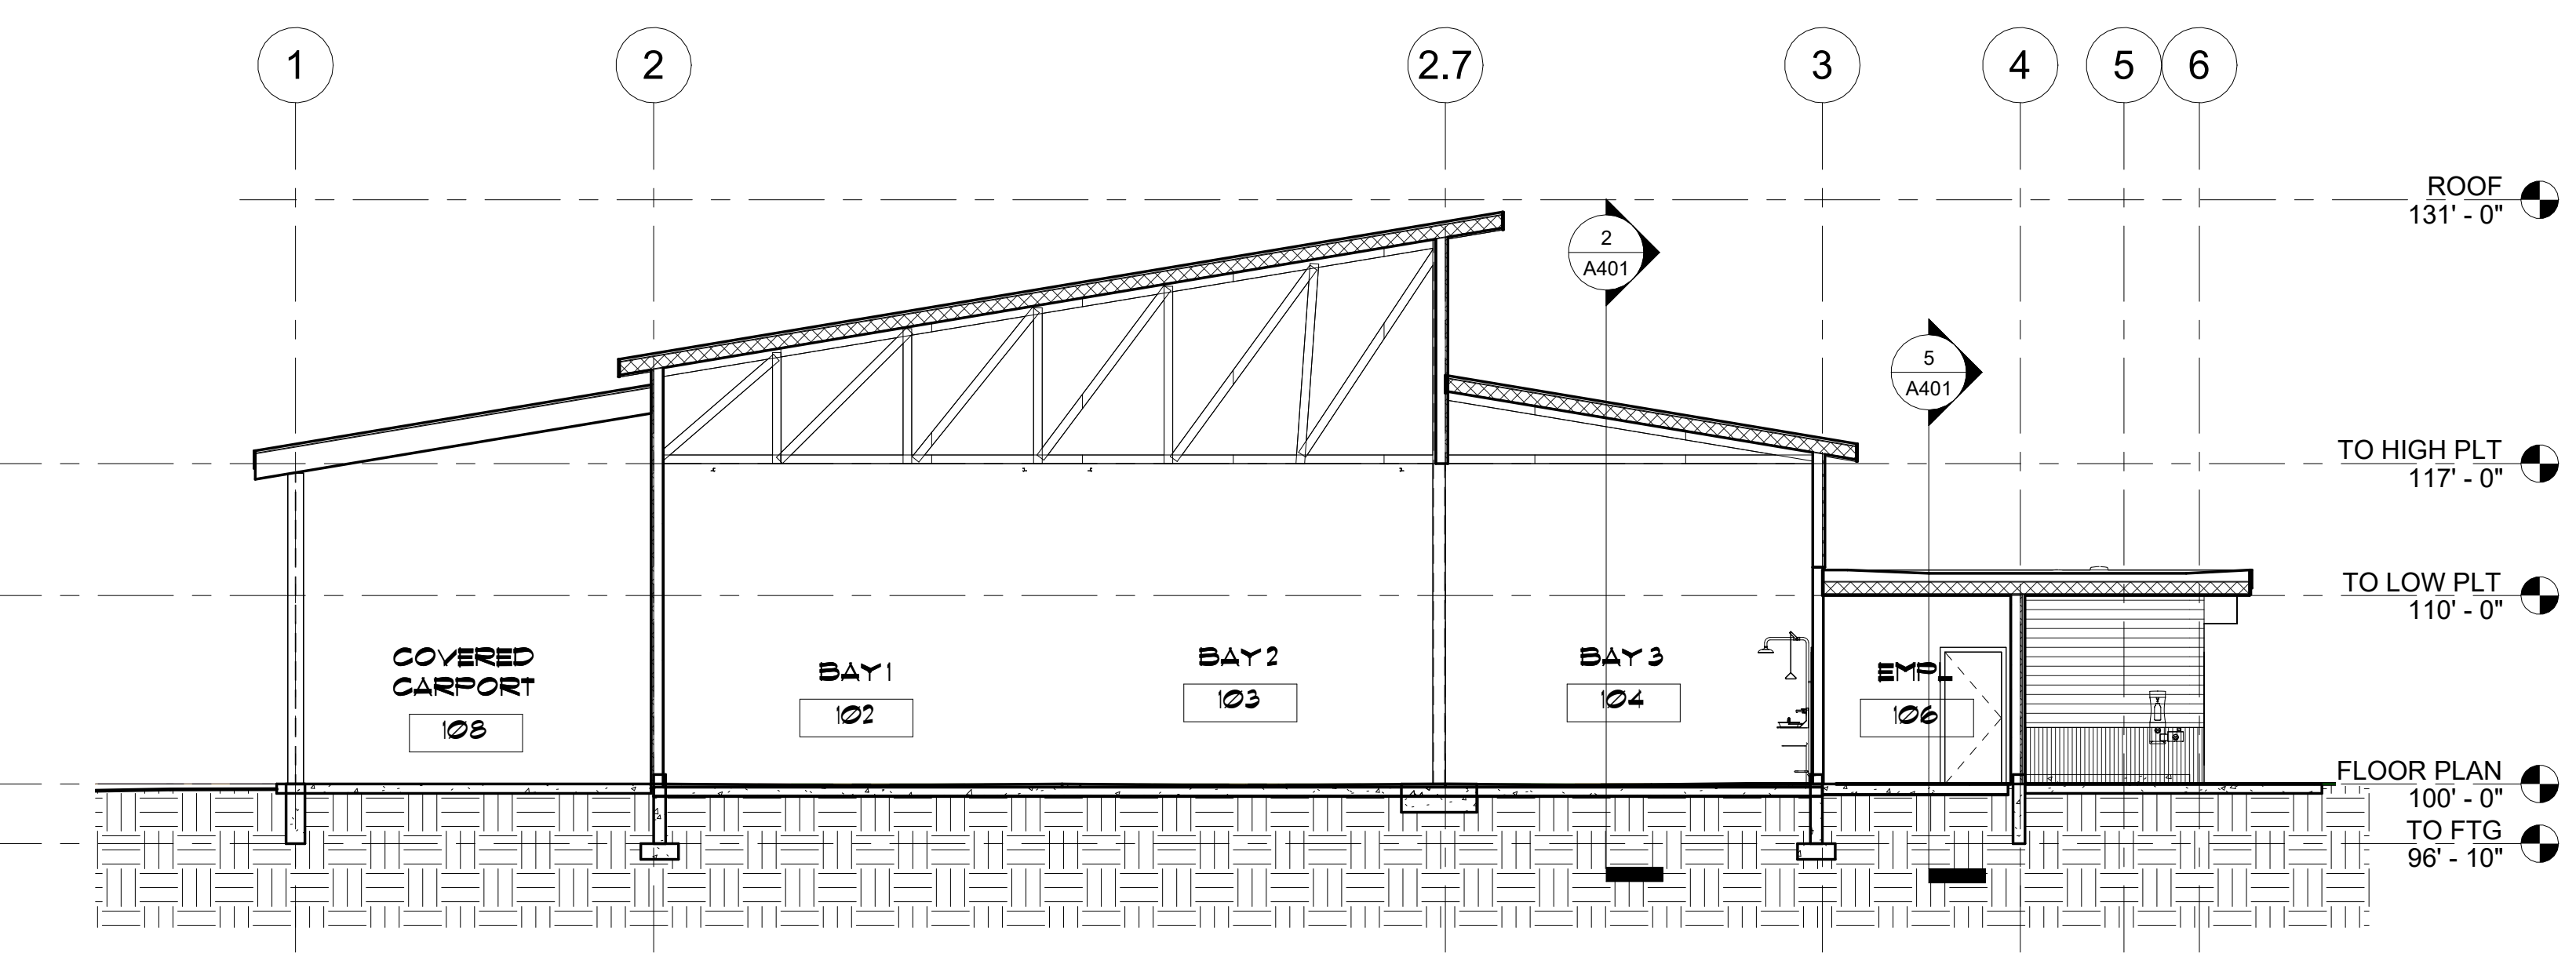 1
2
2.7
3
4
5
6
ROOF
131' - 0"
2
A401
5
A401
TO HIGH PLT
117' - 0"
TO LOW PLT
110' - 0"
COVERED
CARPORT
108
BAY 1
102
BAY 2
103
BAY 3
104
EMPL
106
FLOOR PLAN
100' - 0"
TO FTG
96' - 10"